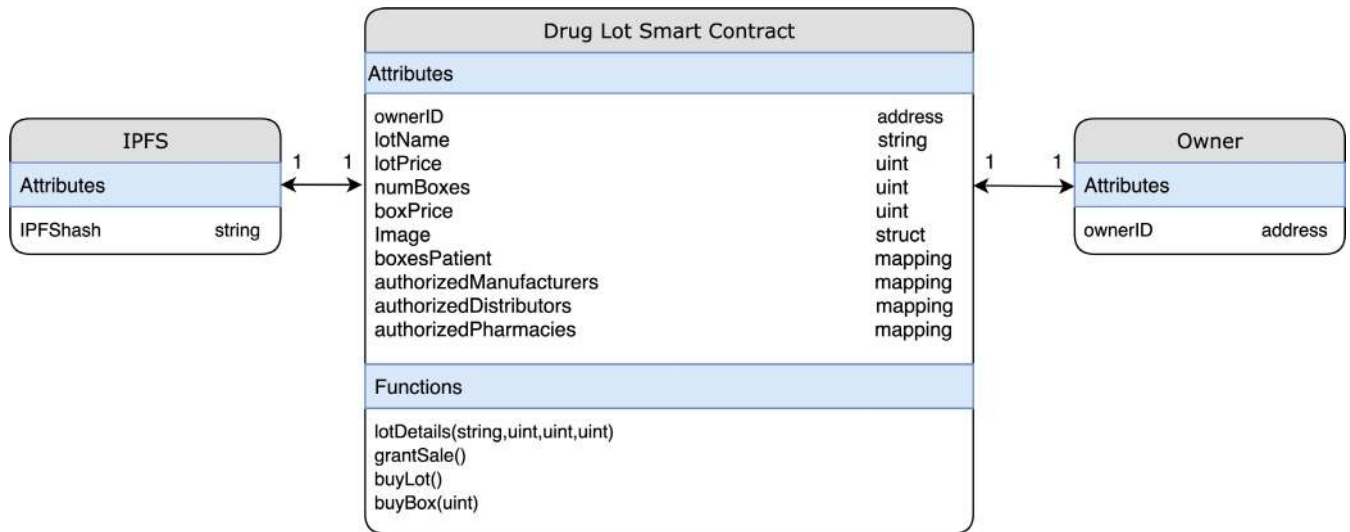 Drug Lot Smart Contract
Attributes
ownerID address
lotName string
lotPrice uint
numBoxes uint
boxPrice uint
Image struct
boxesPatient mapping
authorizedManufacturers mapping
authorizedDistributors mapping
authorizedPharmacies mapping
Functions
lotDetails(string,uint,uint,uint)
grantSale()
buyLot()
buyBox(uint)
IPFS
Attributes
IPFShash string
1 1
1 1
Owner
Attributes
ownerID address